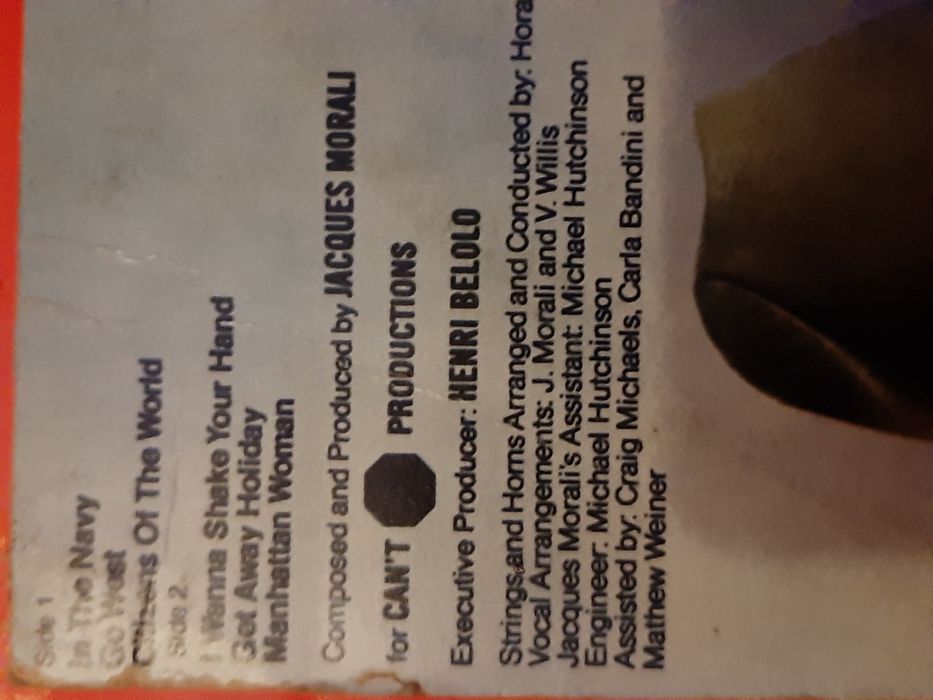 Side 1
In The Navy
Go West
Citizens Of The World
Side 2
I Wanna Shake Your Hand
Get Away Holiday
Manhattan Woman
Composed and Produced by JACQUES MORALI
for CAN'T PRODUCTIONS
Executive Producer: HENRI BELOLO
Strings and Horns Arranged and Conducted by:
Vocal Arrangements: J. Morali and V. Willis
Jacques Morali's Assistant: Michael Hutchinson
Engineer: Michael Hutchinson
Assisted by: Craig Michaels, Carla Bandini and
Mathew Weiner